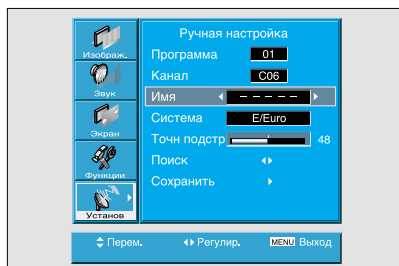 Ручная настройка
Изображ.
Звук
Экран
Функции
Установ
Программа 01
Канал C06
Имя - - - - -
Система E/Euro
Точн подстр 48
Поиск
Сохранить
Перем. Регулир. MENU Выход